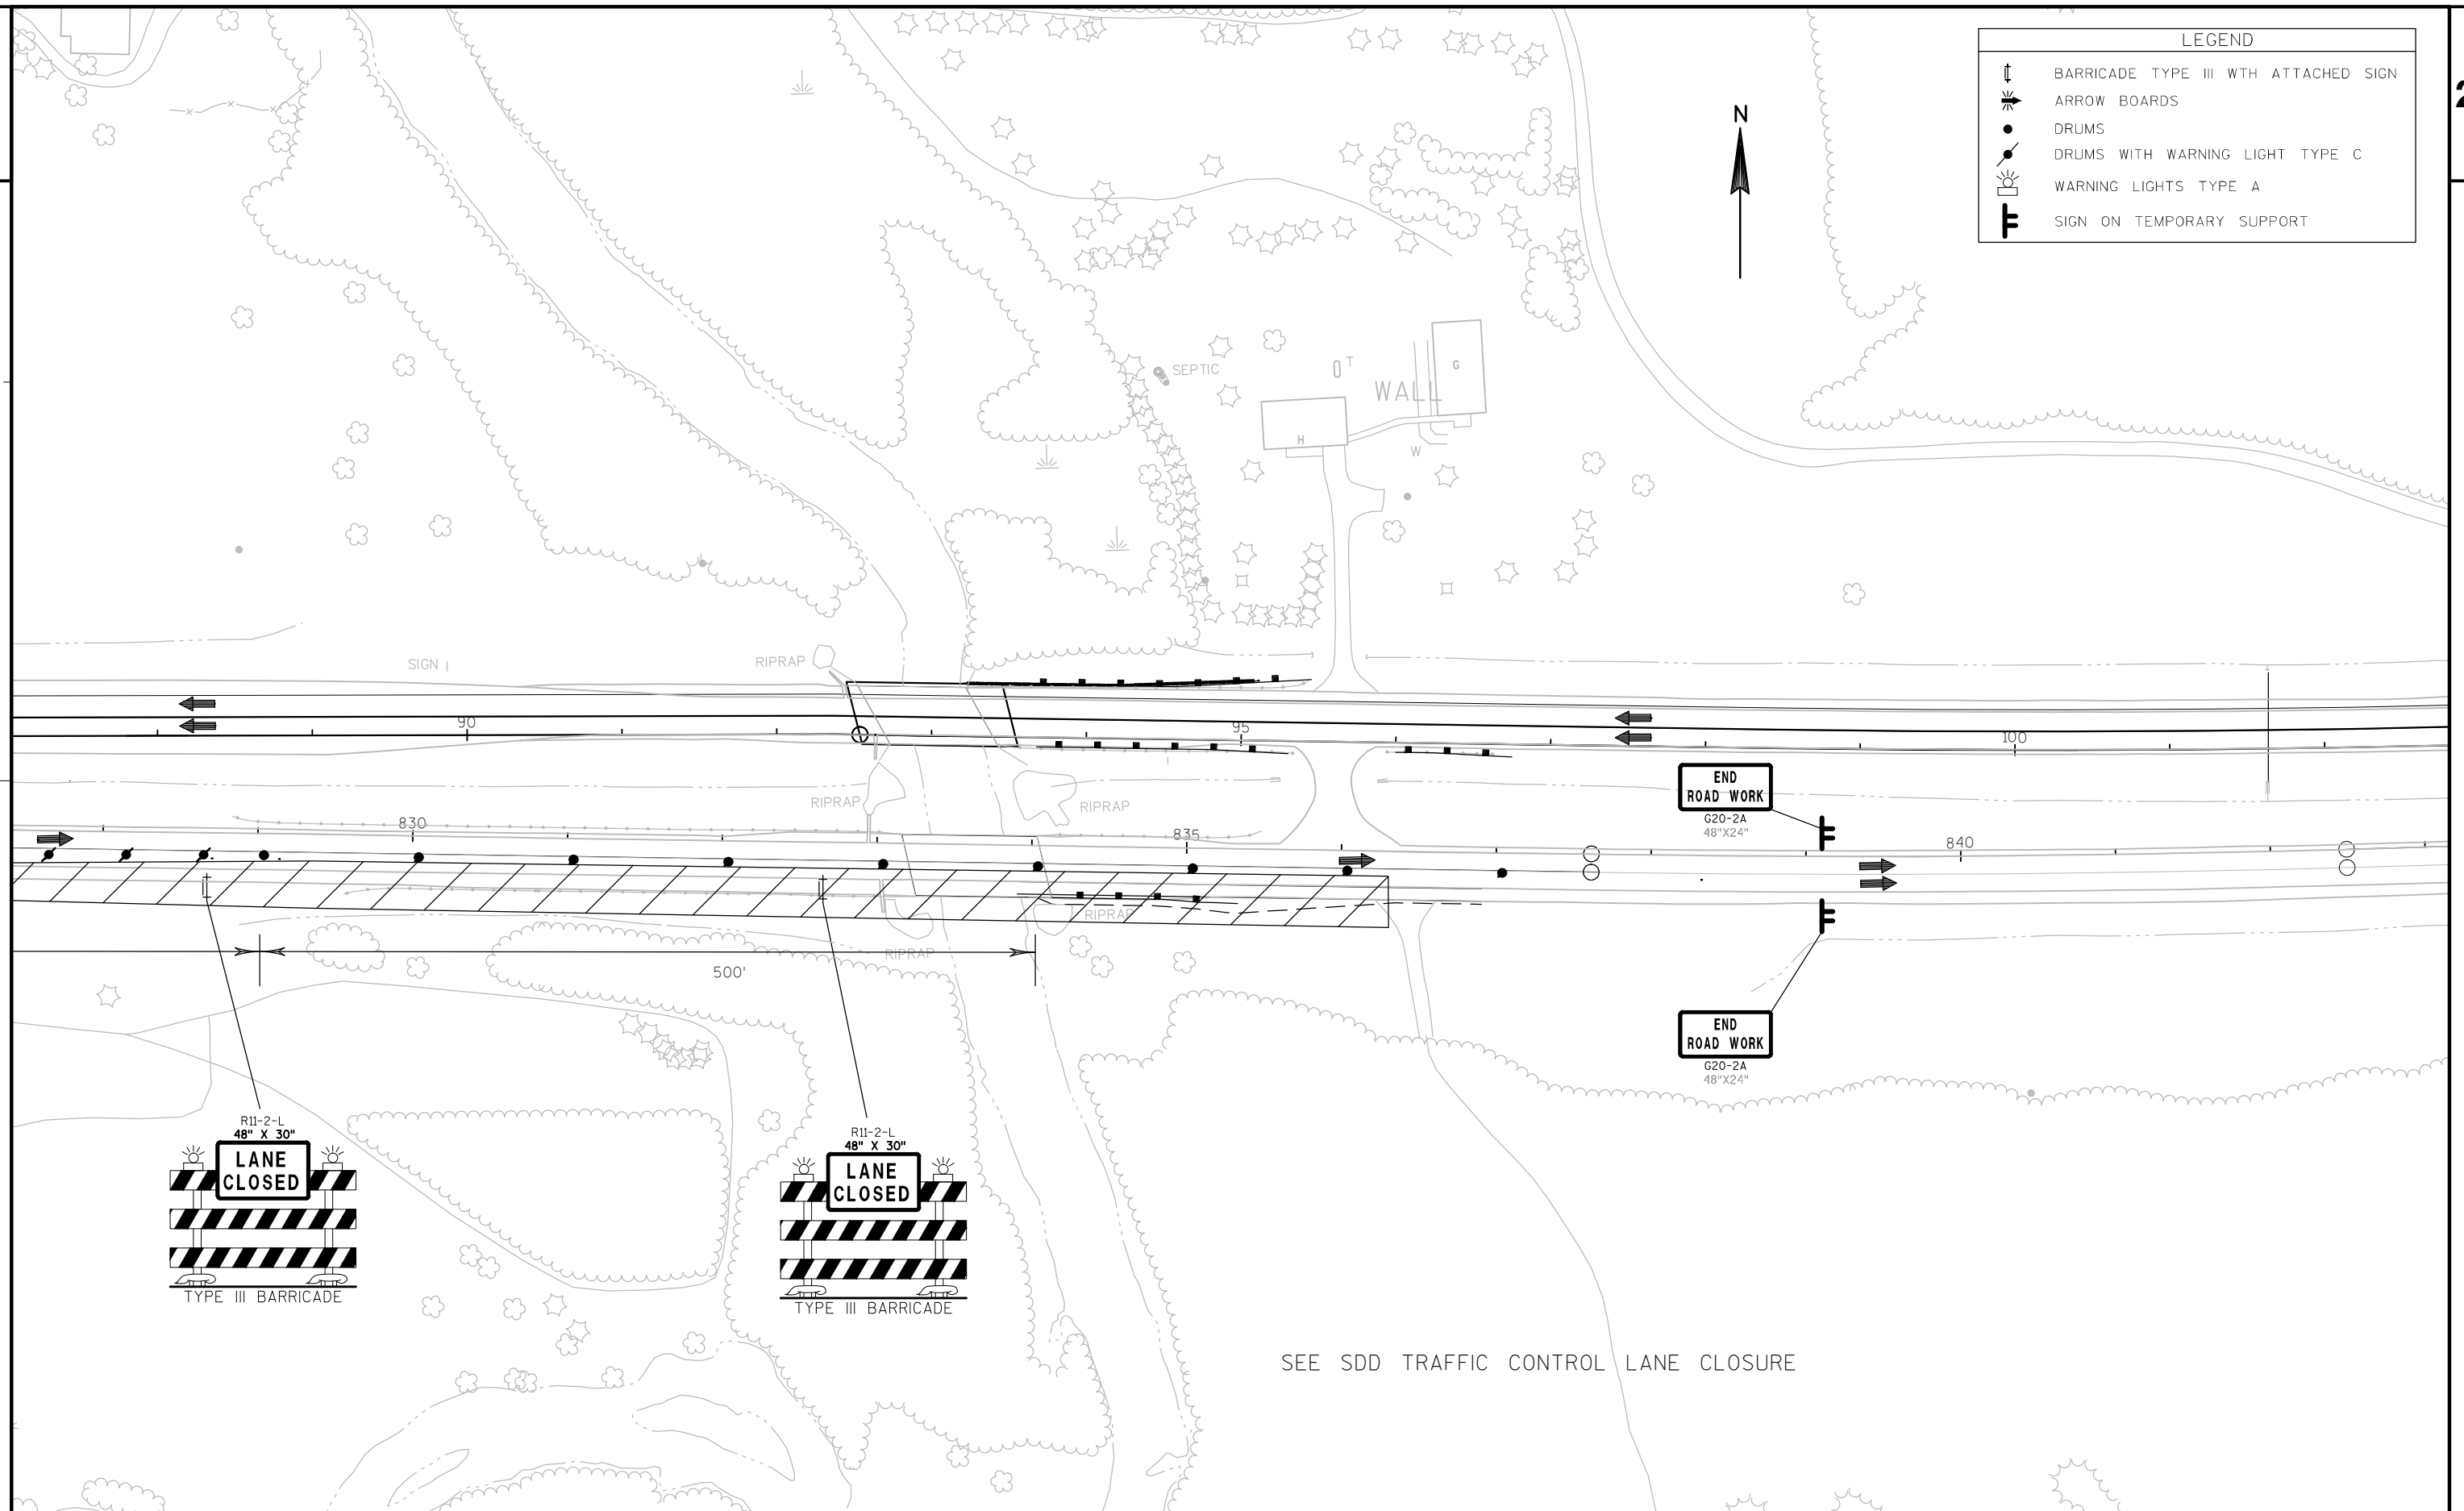 LEGEND
BARRICADE TYPE III WTH ATTACHED SIGN
ARROW BOARDS
DRUMS
DRUMS WITH WARNING LIGHT TYPE C
WARNING LIGHTS TYPE A
SIGN ON TEMPORARY SUPPORT
2
N
SEPTIC
T
WALL
G
H
W
SIGN
RIPRAP
90
95
100
RIPRAP
RIPRAP
END
ROAD WORK
G20-2A
48"X24"
830
835
840
RIPRAP
RIPRAP
500'
END
ROAD WORK
G20-2A
48"X24"
R11-2-L
48" X 30"
LANE
CLOSED
TYPE III BARRICADE
R11-2-L
48" X 30"
LANE
CLOSED
TYPE III BARRICADE
SEE SDD TRAFFIC CONTROL LANE CLOSURE